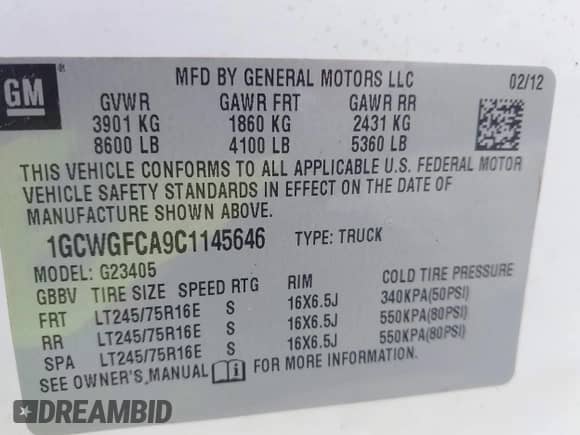 GM
®
MFD BY GENERAL MOTORS LLC 02/12
GVWR GAWR FRT GAWR RR
3901 KG 1860 KG 2431 KG
8600 LB 4100 LB 5360 LB
THIS VEHICLE CONFORMS TO ALL APPLICABLE U.S. FEDERAL MOTOR
VEHICLE SAFETY STANDARDS IN EFFECT ON THE DATE OF
MANUFACTURE SHOWN ABOVE.
1GCWGFCA9C1145646 TYPE: TRUCK
MODEL: G23405
GBBV TIRE SIZE SPEED RTG RIM COLD TIRE PRESSURE
FRT LT245/75R16E S 16X6.5J 340KPA(50PSI)
RR LT245/75R16E S 16X6.5J 550KPA(80PSI)
SPA LT245/75R16E S 16X6.5J 550KPA(80PSI)
SEE OWNER'S MANUAL FOR MORE INFORMATION.
DREAMBID